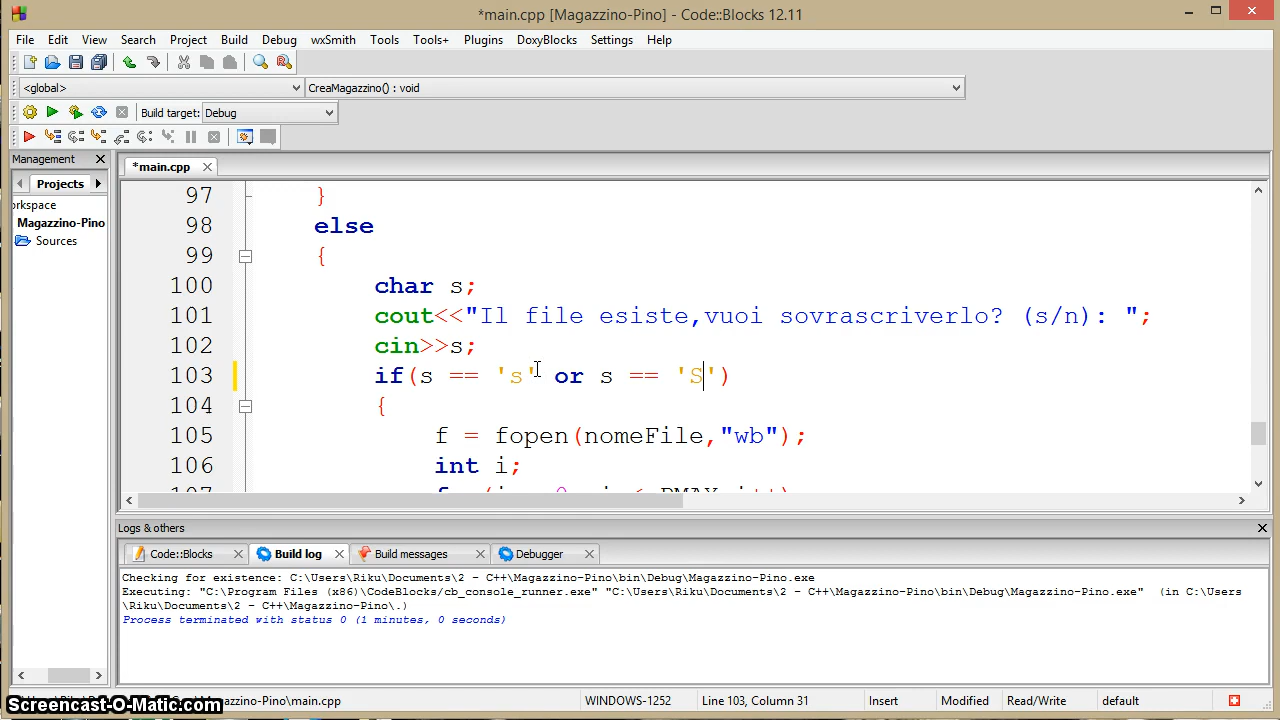 *main.cpp [Magazzino-Pino] - Code::Blocks 12.11
File Edit View Search Project Build Debug wxSmith Tools Tools+ Plugins DoxyBlocks Settings Help
<global> CreaMagazzino() : void
Build target: Debug
Management
*main.cpp
Projects
orkspace
Magazzino-Pino
Sources
97 }
98 else
99 {
100 char s;
101 cout<<"Il file esiste,vuoi sovrascriverlo? (s/n): ";
102 cin>>s;
103 if(s == 's' or s == 'S')
104 {
105 f = fopen(nomeFile,"wb");
106 int i;
Logs & others
Code::Blocks Build log Build messages Debugger
Checking for existence: C:\Users\Riku\Documents\2 - C++\Magazzino-Pino\bin\Debug\Magazzino-Pino.exe
Executing: "C:\Program Files (x86)\CodeBlocks/cb_console_runner.exe" "C:\Users\Riku\Documents\2 - C++\Magazzino-Pino\bin\Debug\Magazzino-Pino.exe" (in C:\Users
\Riku\Documents\2 - C++\Magazzino-Pino\.)
Process terminated with status 0 (1 minutes, 0 seconds)
Magazzino-Pino\main.cpp WINDOWS-1252 Line 103, Column 31 Insert Modified Read/Write default
Screencast-O-Matic.com